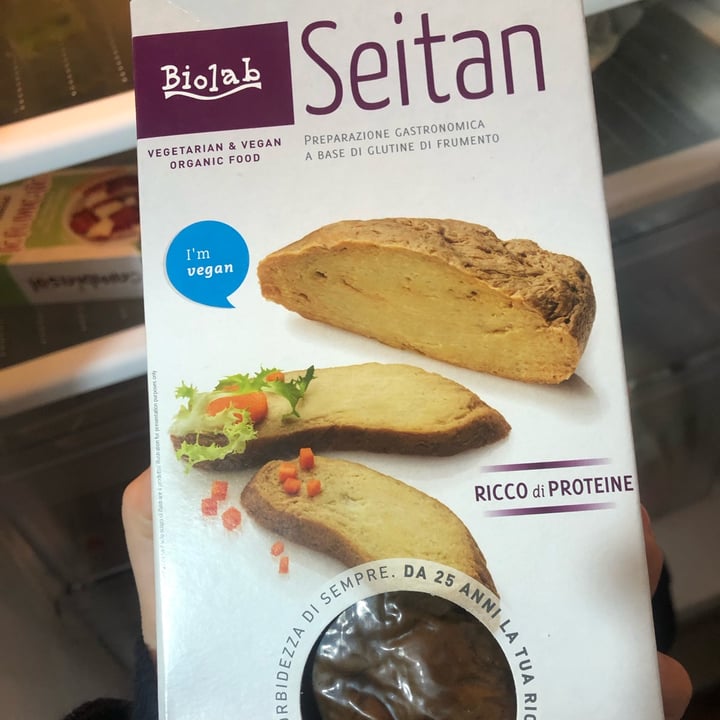 Biolab
Seitan
VEGETARIAN & VEGAN
ORGANIC FOOD
PREPARAZIONE GASTRONOMICA
A BASE DI GLUTINE DI FRUMENTO
I'm
vegan
RICCO di PROTEINE
ORBIDEZZA DI SEMPRE. DA 25 ANNI LA TUA RIC